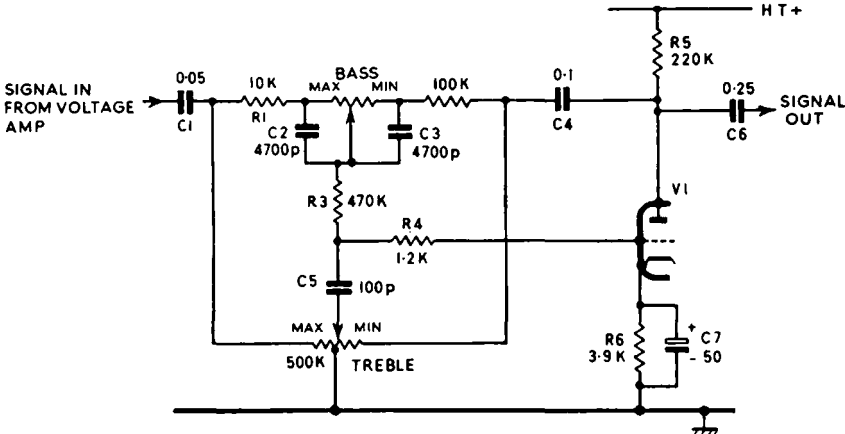 HT+
R5
220K
0·05
SIGNAL IN
FROM VOLTAGE
AMP
C1
10K
R1
MAX
BASS
MIN
100K
0·1
C4
0·25
C6
SIGNAL
OUT
C2
4700p
C3
4700p
R3
470K
R4
1·2K
V1
C5
100p
MAX
MIN
500K
TREBLE
R6
3·9K
+
C7
- 50